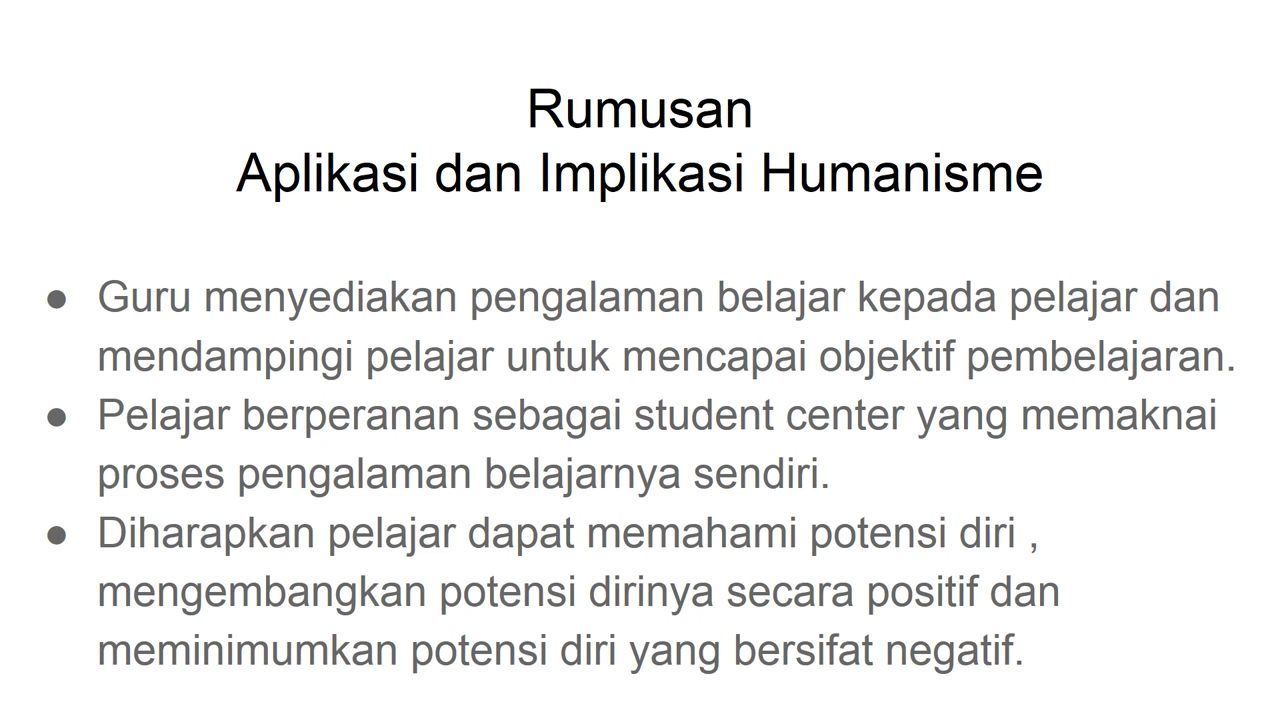 Rumusan
Aplikasi dan Implikasi Humanisme
● Guru menyediakan pengalaman belajar kepada pelajar dan
mendampingi pelajar untuk mencapai objektif pembelajaran.
● Pelajar berperanan sebagai student center yang memaknai
proses pengalaman belajarnya sendiri.
● Diharapkan pelajar dapat memahami potensi diri ,
mengembangkan potensi dirinya secara positif dan
meminimumkan potensi diri yang bersifat negatif.